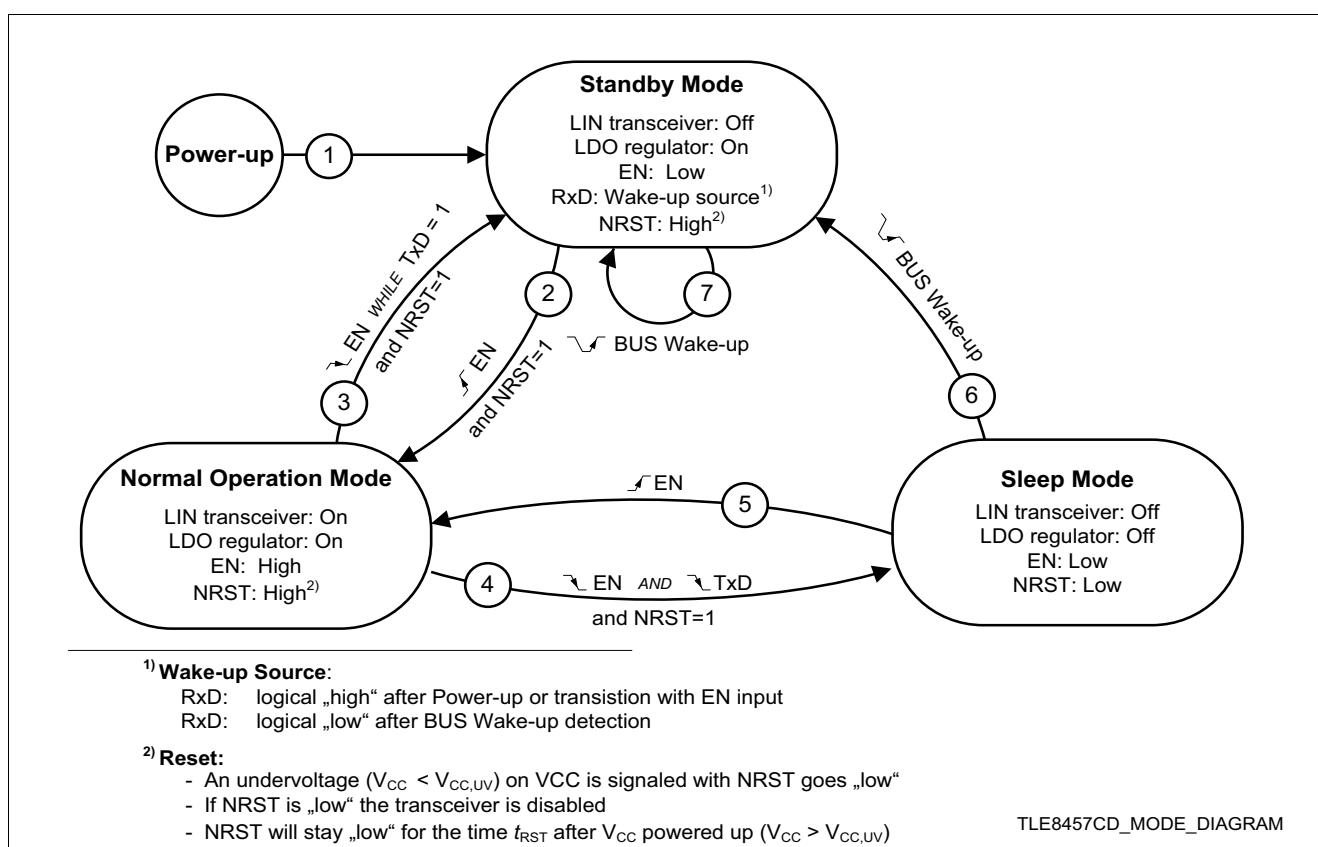 Standby Mode
LIN transceiver: Off
LDO regulator: On
EN: Low
RxD: Wake-up source1)
NRST: High2)
Power-up
1
EN WHILE TxD = 1
and NRST=1
3
2
EN
and NRST=1
7
BUS Wake-up
BUS Wake-up
6
Normal Operation Mode
LIN transceiver: On
LDO regulator: On
EN: High
NRST: High2)
EN
5
4
EN AND TxD
and NRST=1
Sleep Mode
LIN transceiver: Off
LDO regulator: Off
EN: Low
NRST: Low
1) Wake-up Source:
RxD: logical „high“ after Power-up or transistion with EN input
RxD: logical „low“ after BUS Wake-up detection
2) Reset:
- An undervoltage (VCC < VCC,UV) on VCC is signaled with NRST goes „low“
- If NRST is „low“ the transceiver is disabled
- NRST will stay „low“ for the time tRST after VCC powered up (VCC > VCC,UV)
TLE8457CD_MODE_DIAGRAM